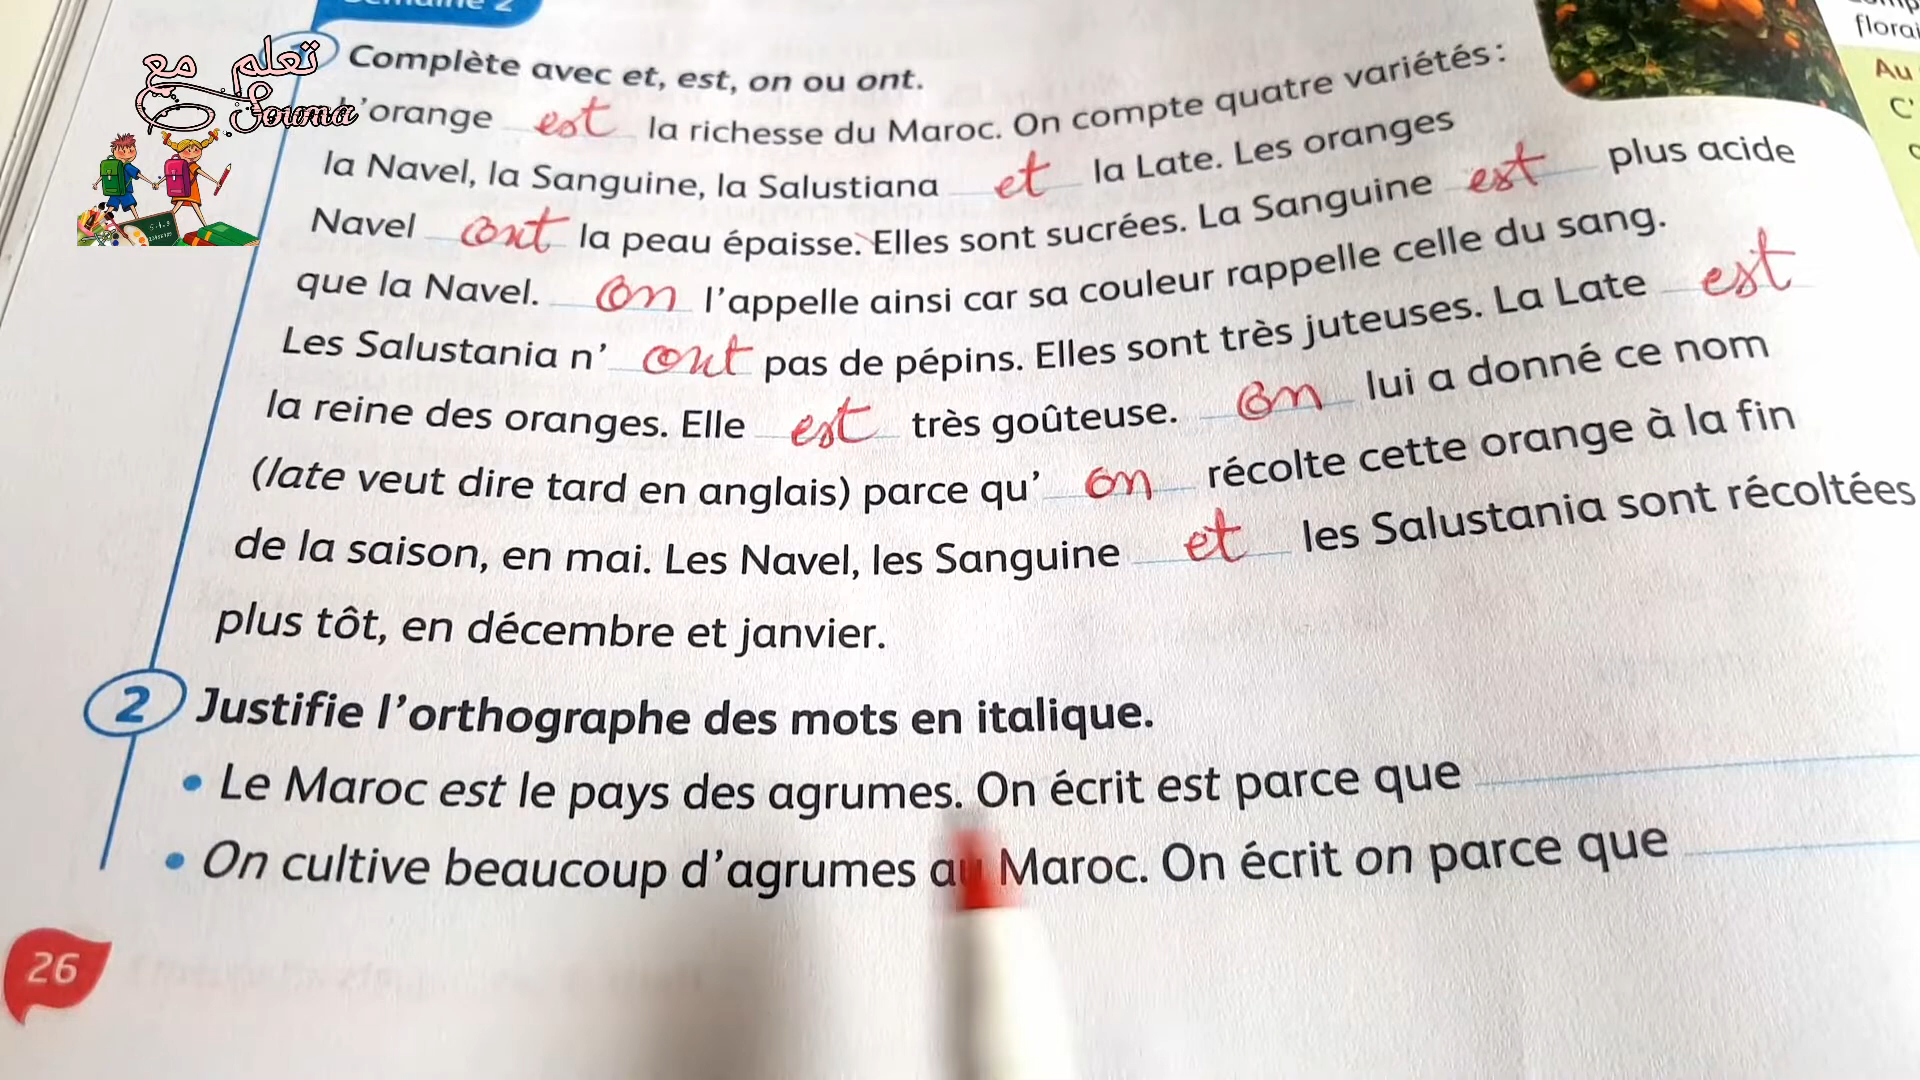 Semaine 2
تعلم مع
Souma
1 Complète avec et, est, on ou ont.
L'orange est la richesse du Maroc. On compte quatre variétés :
la Navel, la Sanguine, la Salustiana et la Late. Les oranges
Navel ont la peau épaisse. Elles sont sucrées. La Sanguine est plus acide
que la Navel. on l'appelle ainsi car sa couleur rappelle celle du sang.
Les Salustania n' ont pas de pépins. Elles sont très juteuses. La Late est
la reine des oranges. Elle est très goûteuse. on lui a donné ce nom
(late veut dire tard en anglais) parce qu' on récolte cette orange à la fin
de la saison, en mai. Les Navel, les Sanguine et les Salustania sont récoltées
plus tôt, en décembre et janvier.
2 Justifie l'orthographe des mots en italique.
• Le Maroc est le pays des agrumes. On écrit est parce que
• On cultive beaucoup d'agrumes au Maroc. On écrit on parce que
26
florai
Au
C'